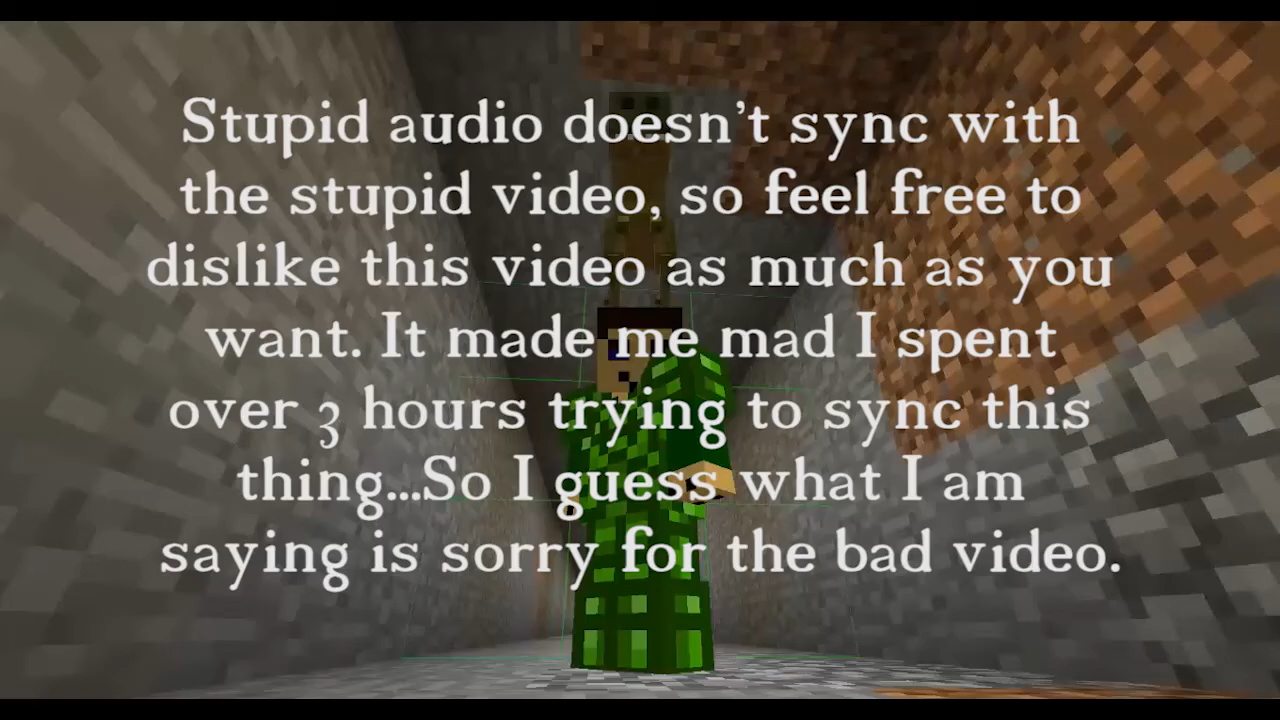 Stupid audio doesn't sync with
the stupid video, so feel free to
dislike this video as much as you
want. It made me mad I spent
over 3 hours trying to sync this
thing...So I guess what I am
saying is sorry for the bad video.